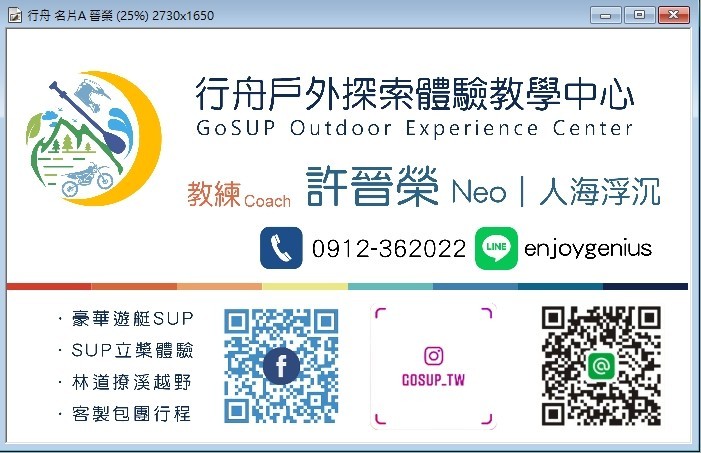 行舟 名片A 晉榮 (25%) 2730x1650
行舟戶外探索體驗教學中心
GoSUP Outdoor Experience Center
教練Coach 許晉榮 Neo｜人海浮沉
0912-362022 LINE enjoygenius
· 豪華遊艇SUP
· SUP立槳體驗
· 林道撩溪越野
· 客製包團行程
f
GOSUP_TW
@